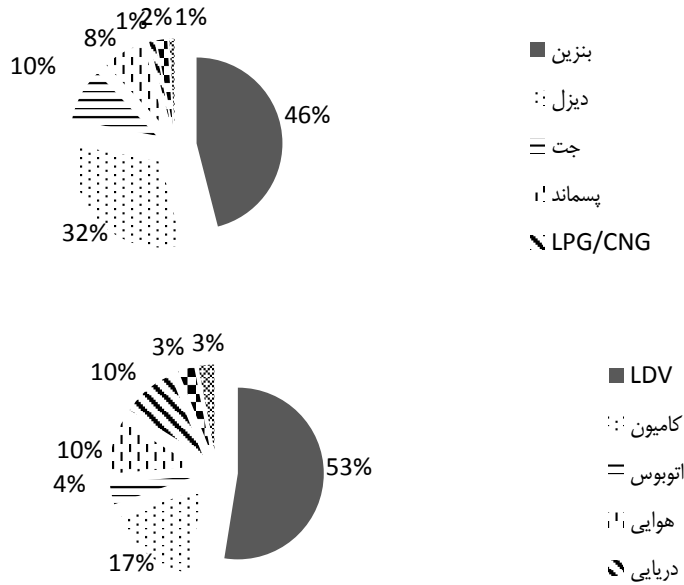 1%
2%
1%
8%
10%
46%
32%
بنزین
دیزل
جت
پسماند
LPG/CNG
3%
3%
10%
10%
4%
53%
17%
LDV
کامیون
اتوبوس
هوایی
دریایی